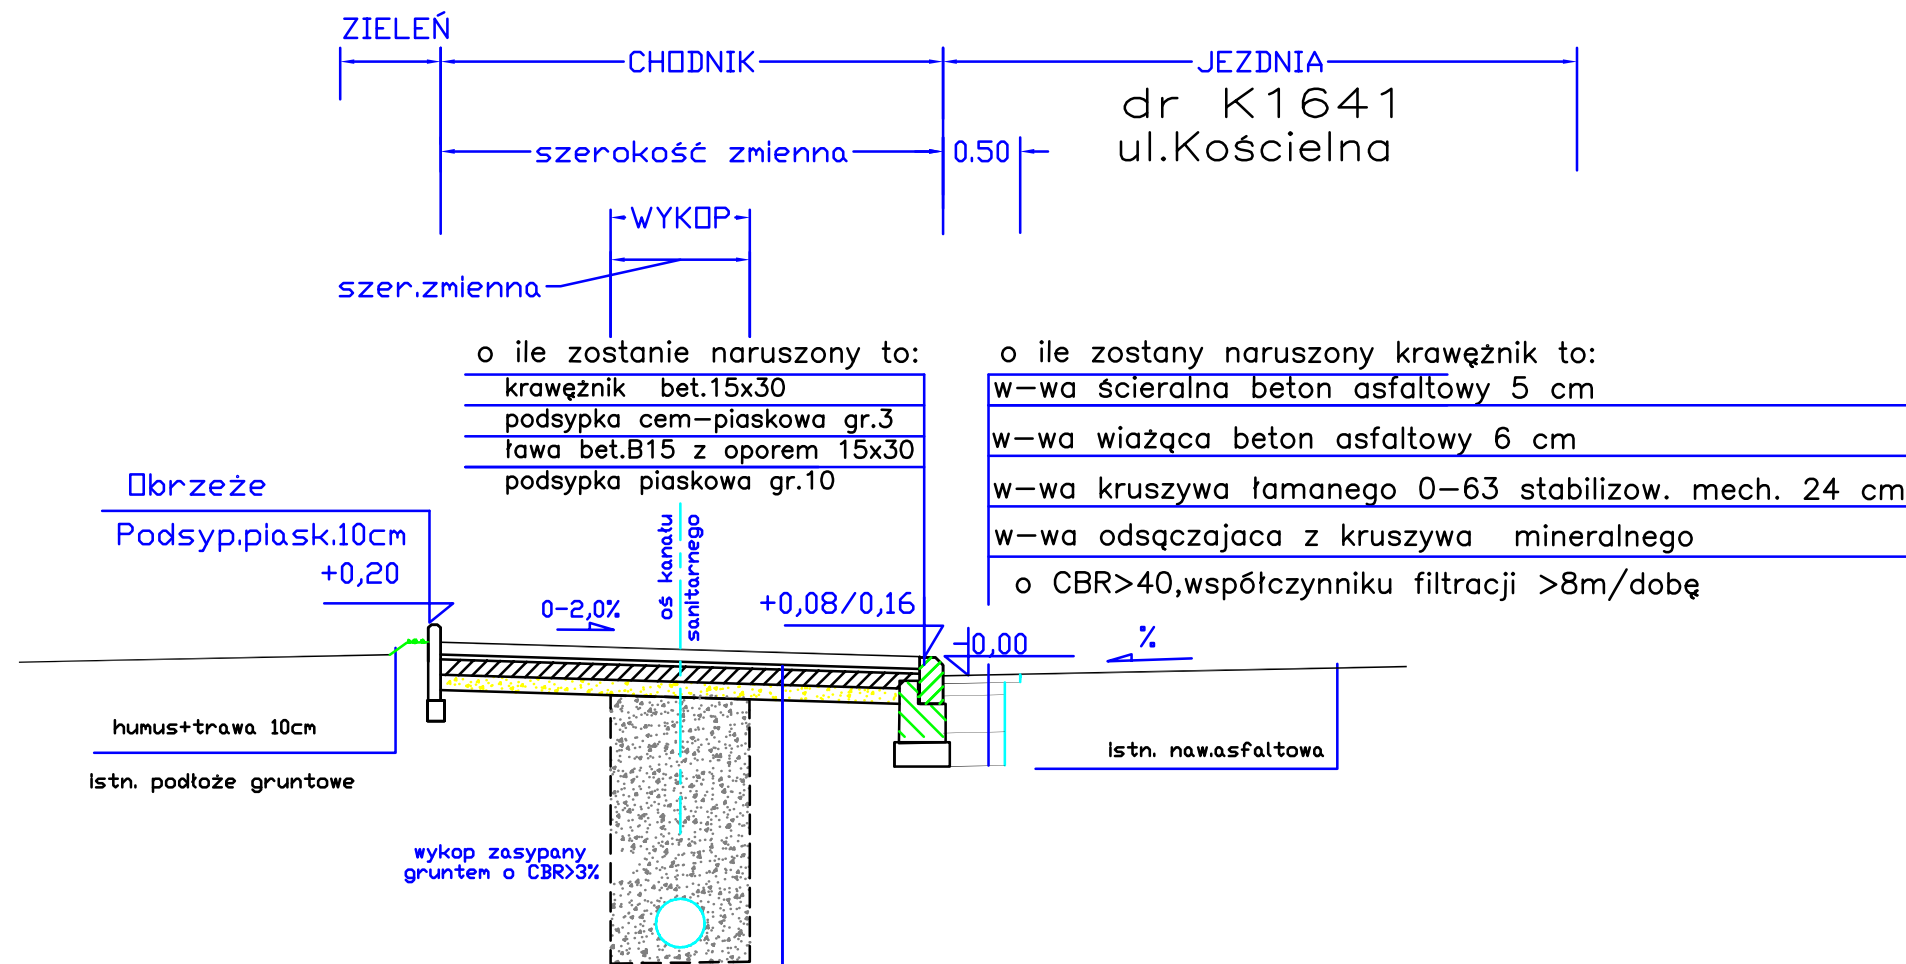 ZIELEŃ
CHODNIK
JEZDNIA
dr K1641
ul.Kościelna
szerokość zmienna
0.50
WYKOP
szer.zmienna
o ile zostanie naruszony to:
krawężnik bet.15x30
podsypka cem-piaskowa gr.3
ława bet.B15 z oporem 15x30
podsypka piaskowa gr.10
o ile zostany naruszony krawężnik to:
w-wa ścieralna beton asfaltowy 5 cm
w-wa wiażąca beton asfaltowy 6 cm
w-wa kruszywa łamanego 0-63 stabilizow. mech. 24 cm
w-wa odsączajaca z kruszywa mineralnego
o CBR>40,współczynniku filtracji >8m/dobę
Obrzeże
Podsyp.piask.10cm
+0,20
0-2,0%
oś kanału
sanitarnego
+0,08/0,16
-0,00
%
humus+trawa 10cm
istn. podłoże gruntowe
istn. naw.asfaltowa
wykop zasypany
gruntem o CBR>3%